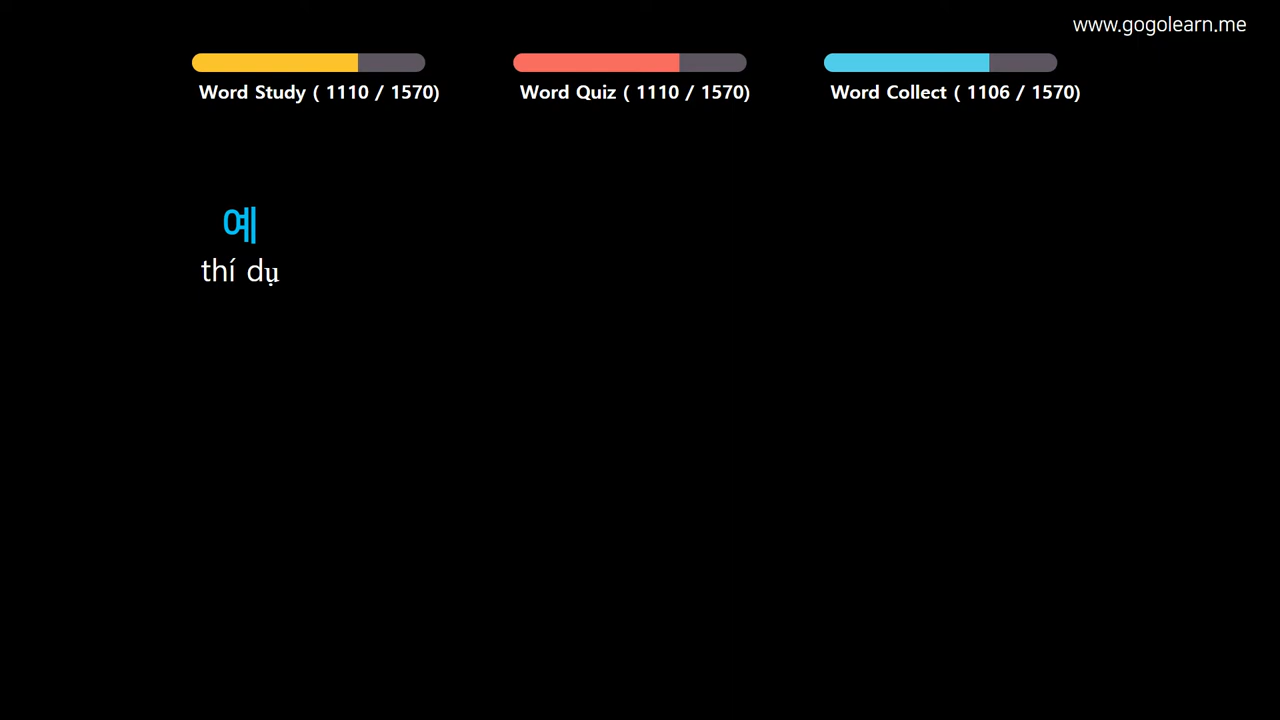 www.gogolearn.me
Word Study ( 1110 / 1570)
Word Quiz ( 1110 / 1570)
Word Collect ( 1106 / 1570)
예
thí dụ